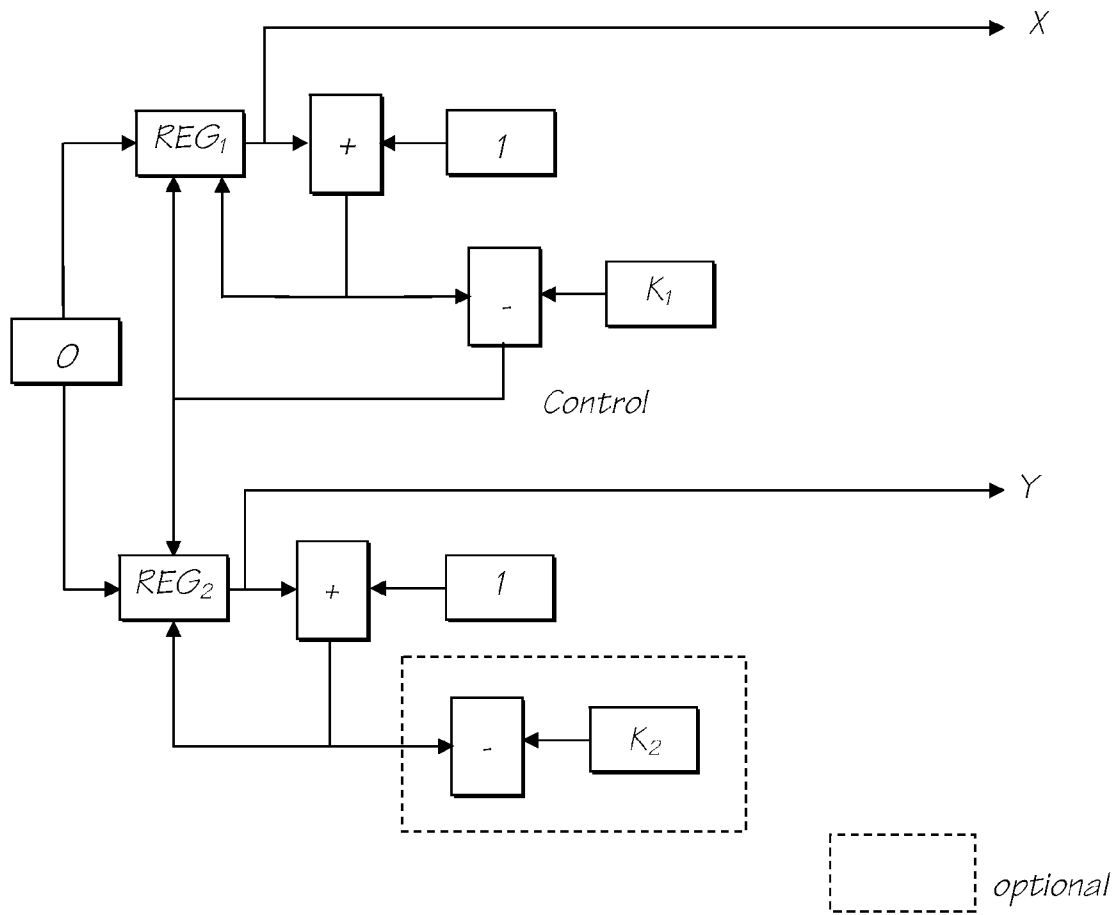 X
REG₁
+
1
-
K₁
0
Control
Y
REG₂
+
1
-
K₂
optional